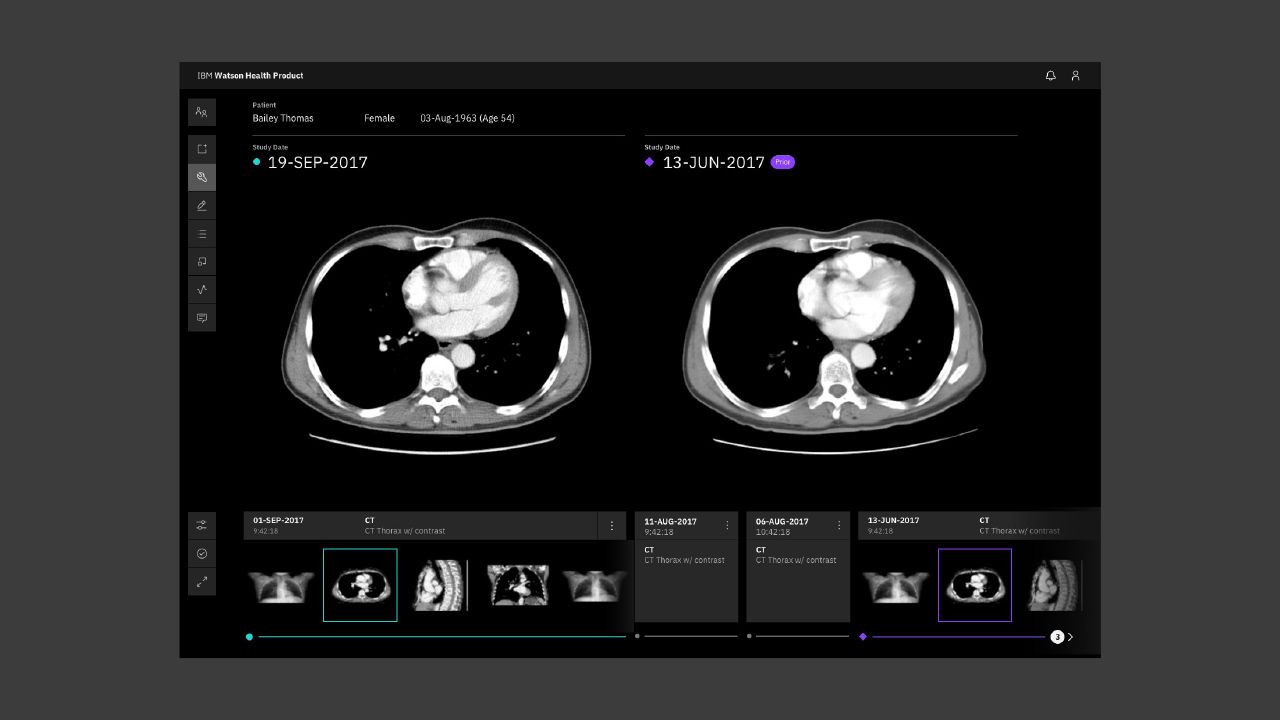 IBM Watson Health Product
Patient
Bailey Thomas Female 03-Aug-1963 (Age 54)
Study Date
19-SEP-2017
Study Date
13-JUN-2017 Prior
01-SEP-2017 CT
9:42:18 CT Thorax w/ contrast
11-AUG-2017
9:42:18
CT
CT Thorax w/ contrast
06-AUG-2017
10:42:18
CT
CT Thorax w/ contrast
13-JUN-2017 CT
9:42:18 CT Thorax w/ contrast
3